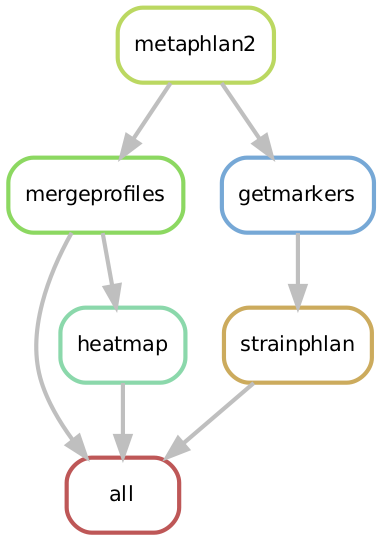 metaphlan2
mergeprofiles
getmarkers
heatmap
strainphlan
all